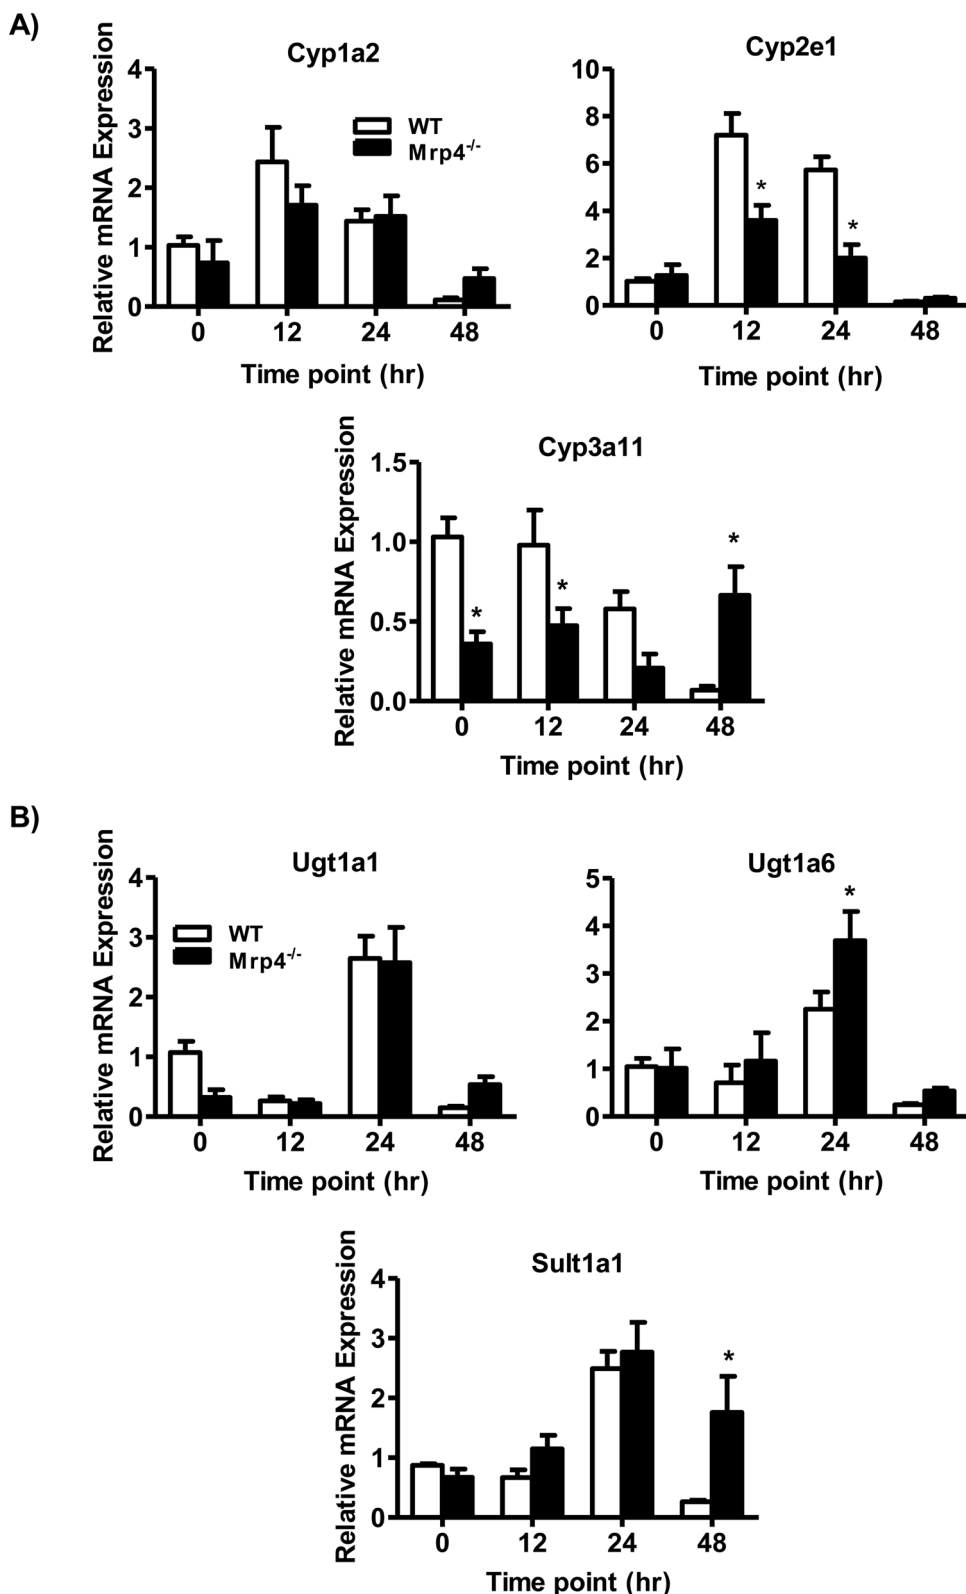 A)
Cyp1a2
Relative mRNA Expression
4
3
2
1
0
WT
Mrp4-/-
0 12 24 48
Time point (hr)
Cyp2e1
10
8
6
4
2
0
*
*
0 12 24 48
Time point (hr)
Cyp3a11
Relative mRNA Expression
1.5
1.0
0.5
0.0
*
*
*
0 12 24 48
Time point (hr)
B)
Ugt1a1
Relative mRNA Expression
4
3
2
1
0
WT
Mrp4-/-
0 12 24 48
Time point (hr)
Ugt1a6
5
4
3
2
1
0
*
0 12 24 48
Time point (hr)
Sult1a1
Relative mRNA Expression
4
3
2
1
0
*
0 12 24 48
Time point (hr)